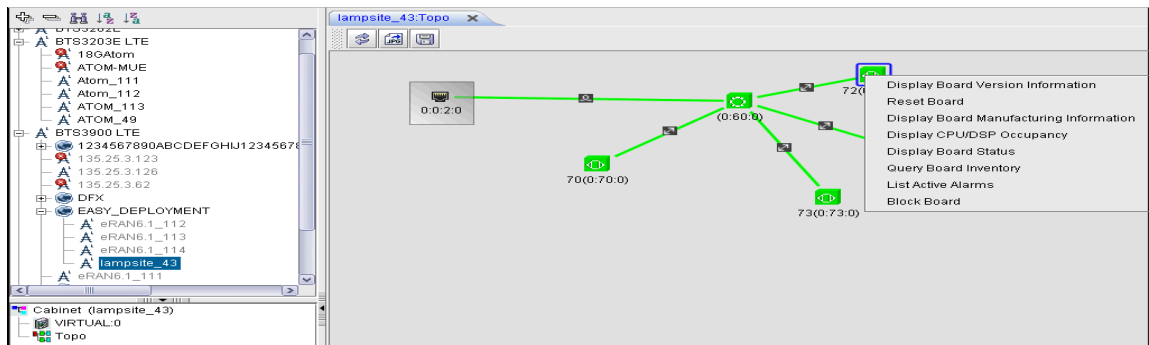 lampsite_43:Topo
BTS3202E
BTS3203E LTE
18GAtom
ATOM-MUE
Atom_111
Atom_112
ATOM_113
ATOM_49
BTS3900 LTE
1234567890ABCDEFGHIJ12345678
135.25.3.123
135.25.3.126
135.25.3.62
DFX
EASY_DEPLOYMENT
eRAN6.1_112
eRAN6.1_113
eRAN6.1_114
lampsite_43
eRAN6.1_111
Cabinet (lampsite_43)
VIRTUAL:0
Topo
JPG
0:0:2:0
(0:60:0)
70(0:70:0)
72(
73(0:73:0)
Display Board Version Information
Reset Board
Display Board Manufacturing Information
Display CPU/DSP Occupancy
Display Board Status
Query Board Inventory
List Active Alarms
Block Board